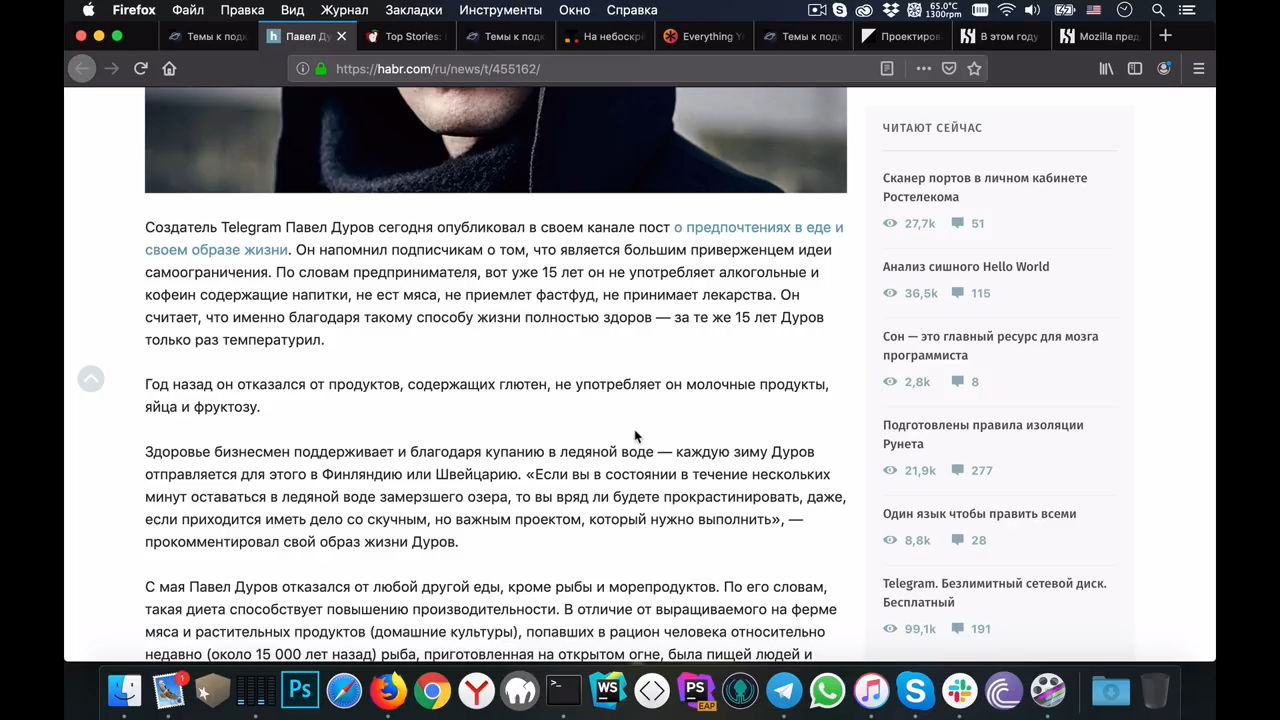 Firefox Файл Правка Вид Журнал Закладки Инструменты Окно Справка
65.0°C
1300rpm
Темы к подк
h Павел Ду
Top Stories:
Темы к подк
На небоскр
Everything Y
Темы к подк
Проектиров
В этом году
Mozilla пред
https://habr.com/ru/news/t/455162/
Создатель Telegram Павел Дуров сегодня опубликовал в своем канале пост о предпочтениях в еде и
своем образе жизни. Он напомнил подписчикам о том, что является большим приверженцем идеи
самоограничения. По словам предпринимателя, вот уже 15 лет он не употребляет алкогольные и
кофеин содержащие напитки, не ест мяса, не приемлет фастфуд, не принимает лекарства. Он
считает, что именно благодаря такому способу жизни полностью здоров — за те же 15 лет Дуров
только раз температурил.
Год назад он отказался от продуктов, содержащих глютен, не употребляет он молочные продукты,
яйца и фруктозу.
Здоровье бизнесмен поддерживает и благодаря купанию в ледяной воде — каждую зиму Дуров
отправляется для этого в Финляндию или Швейцарию. «Если вы в состоянии в течение нескольких
минут оставаться в ледяной воде замерзшего озера, то вы вряд ли будете прокрастинировать, даже,
если приходится иметь дело со скучным, но важным проектом, который нужно выполнить», —
прокомментировал свой образ жизни Дуров.
С мая Павел Дуров отказался от любой другой еды, кроме рыбы и морепродуктов. По его словам,
такая диета способствует повышению производительности. В отличие от выращиваемого на ферме
мяса и растительных продуктов (домашние культуры), попавших в рацион человека относительно
недавно (около 15 000 лет назад) рыба, приготовленная на открытом огне, была пищей людей и
ЧИТАЮТ СЕЙЧАС
Сканер портов в личном кабинете
Ростелекома
27,7k 51
Анализ сишного Hello World
36,5k 115
Сон — это главный ресурс для мозга
программиста
2,8k 8
Подготовлены правила изоляции
Рунета
21,9k 277
Один язык чтобы править всеми
8,8k 28
Telegram. Безлимитный сетевой диск.
Бесплатный
99,1k 191
1
Ps
Y
>_
WS
PS
EAP
S